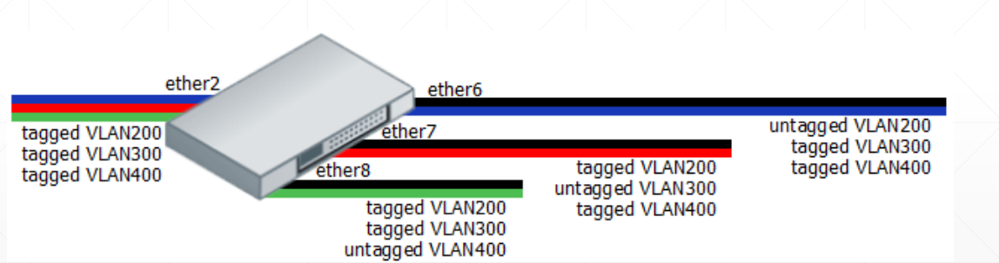 ether2
tagged VLAN200
tagged VLAN300
tagged VLAN400
ether6
untagged VLAN200
tagged VLAN300
tagged VLAN400
ether7
tagged VLAN200
untagged VLAN300
tagged VLAN400
ether8
tagged VLAN200
tagged VLAN300
untagged VLAN400